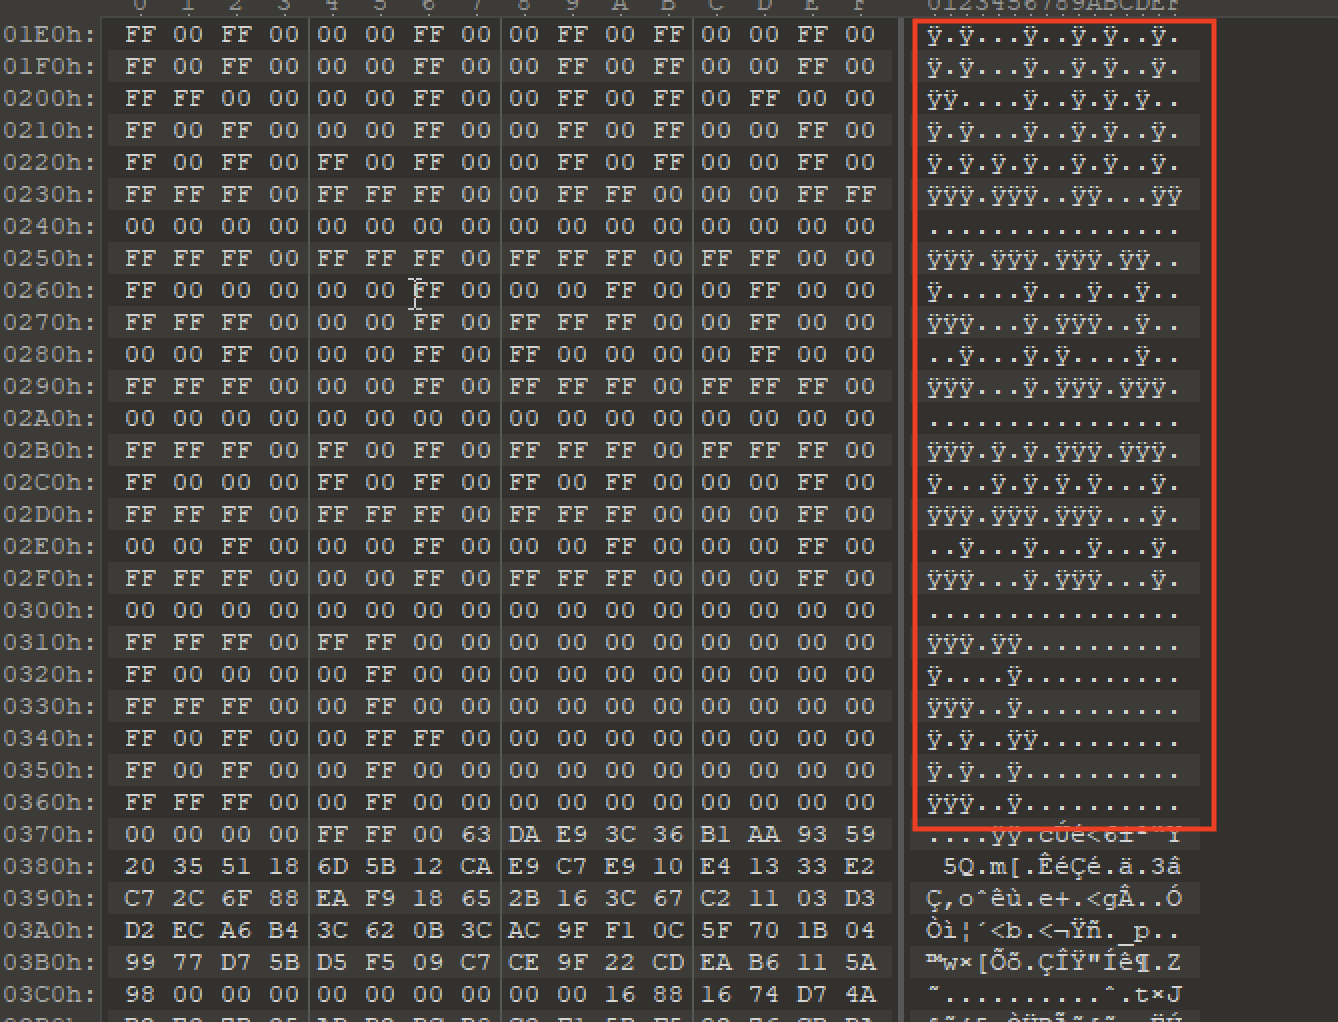 0 1 2 3 4 5 6 7 8 9 A B C D E F 0123456789ABCDEF
01E0h: FF 00 FF 00 00 00 FF 00 00 FF 00 FF 00 00 FF 00 ÿ.ÿ...ÿ..ÿ.ÿ..ÿ.
01F0h: FF 00 FF 00 00 00 FF 00 00 FF 00 FF 00 00 FF 00 ÿ.ÿ...ÿ..ÿ.ÿ..ÿ.
0200h: FF FF 00 00 00 00 FF 00 00 FF 00 FF 00 FF 00 00 ÿÿ....ÿ..ÿ.ÿ.ÿ..
0210h: FF 00 FF 00 00 00 FF 00 00 FF 00 FF 00 00 FF 00 ÿ.ÿ...ÿ..ÿ.ÿ..ÿ.
0220h: FF 00 FF 00 FF 00 FF 00 00 FF 00 FF 00 00 FF 00 ÿ.ÿ.ÿ.ÿ..ÿ.ÿ..ÿ.
0230h: FF FF FF 00 FF FF FF 00 00 FF FF 00 00 00 FF FF ÿÿÿ.ÿÿÿ..ÿÿ...ÿÿ
0240h: 00 00 00 00 00 00 00 00 00 00 00 00 00 00 00 00 ................
0250h: FF FF FF 00 FF FF FF 00 FF FF FF 00 FF FF 00 00 ÿÿÿ.ÿÿÿ.ÿÿÿ.ÿÿ..
0260h: FF 00 00 00 00 00 FF 00 00 00 FF 00 00 FF 00 00 ÿ.....ÿ...ÿ..ÿ..
0270h: FF FF FF 00 00 00 FF 00 FF FF FF 00 00 FF 00 00 ÿÿÿ...ÿ.ÿÿÿ..ÿ..
0280h: 00 00 FF 00 00 00 FF 00 FF 00 00 00 00 FF 00 00 ..ÿ...ÿ.ÿ....ÿ..
0290h: FF FF FF 00 00 00 FF 00 FF FF FF 00 FF FF FF 00 ÿÿÿ...ÿ.ÿÿÿ.ÿÿÿ.
02A0h: 00 00 00 00 00 00 00 00 00 00 00 00 00 00 00 00 ................
02B0h: FF FF FF 00 FF 00 FF 00 FF FF FF 00 FF FF FF 00 ÿÿÿ.ÿ.ÿ.ÿÿÿ.ÿÿÿ.
02C0h: FF 00 00 00 FF 00 FF 00 FF 00 FF 00 00 00 FF 00 ÿ...ÿ.ÿ.ÿ.ÿ...ÿ.
02D0h: FF FF FF 00 FF FF FF 00 FF FF FF 00 00 00 FF 00 ÿÿÿ.ÿÿÿ.ÿÿÿ...ÿ.
02E0h: 00 00 FF 00 00 00 FF 00 00 00 FF 00 00 00 FF 00 ..ÿ...ÿ...ÿ...ÿ.
02F0h: FF FF FF 00 00 00 FF 00 FF FF FF 00 00 00 FF 00 ÿÿÿ...ÿ.ÿÿÿ...ÿ.
0300h: 00 00 00 00 00 00 00 00 00 00 00 00 00 00 00 00 ................
0310h: FF FF FF 00 FF FF 00 00 00 00 00 00 00 00 00 00 ÿÿÿ.ÿÿ..........
0320h: FF 00 00 00 00 FF 00 00 00 00 00 00 00 00 00 00 ÿ....ÿ..........
0330h: FF FF FF 00 00 FF 00 00 00 00 00 00 00 00 00 00 ÿÿÿ..ÿ..........
0340h: FF 00 FF 00 00 FF FF 00 00 00 00 00 00 00 00 00 ÿ.ÿ..ÿÿ.........
0350h: FF 00 FF 00 00 FF 00 00 00 00 00 00 00 00 00 00 ÿ.ÿ..ÿ..........
0360h: FF FF FF 00 00 FF 00 00 00 00 00 00 00 00 00 00 ÿÿÿ..ÿ..........
0370h: 00 00 00 00 FF FF 00 63 DA E9 3C 36 B1 AA 93 59 ....ÿÿ.cÚé<6±ª“Y
0380h: 20 35 51 18 6D 5B 12 CA E9 C7 E9 10 E4 13 33 E2 5Q.m[.ÊéÇé.ä.3â
0390h: C7 2C 6F 88 EA F9 18 65 2B 16 3C 67 C2 11 03 D3 Ç,oˆêù.e+.<gÂ..Ó
03A0h: D2 EC A6 B4 3C 62 0B 3C AC 9F F1 0C 5F 70 1B 04 Òì¦´<b.<¬Ÿñ._p..
03B0h: 99 77 D7 5B D5 F5 09 C7 CE 9F 22 CD EA B6 11 5A ™w×[Õõ.ÇÎŸ"Íê¶.Z
03C0h: 98 00 00 00 00 00 00 00 00 00 16 88 16 74 D7 4A ˜..........ˆ.t×J